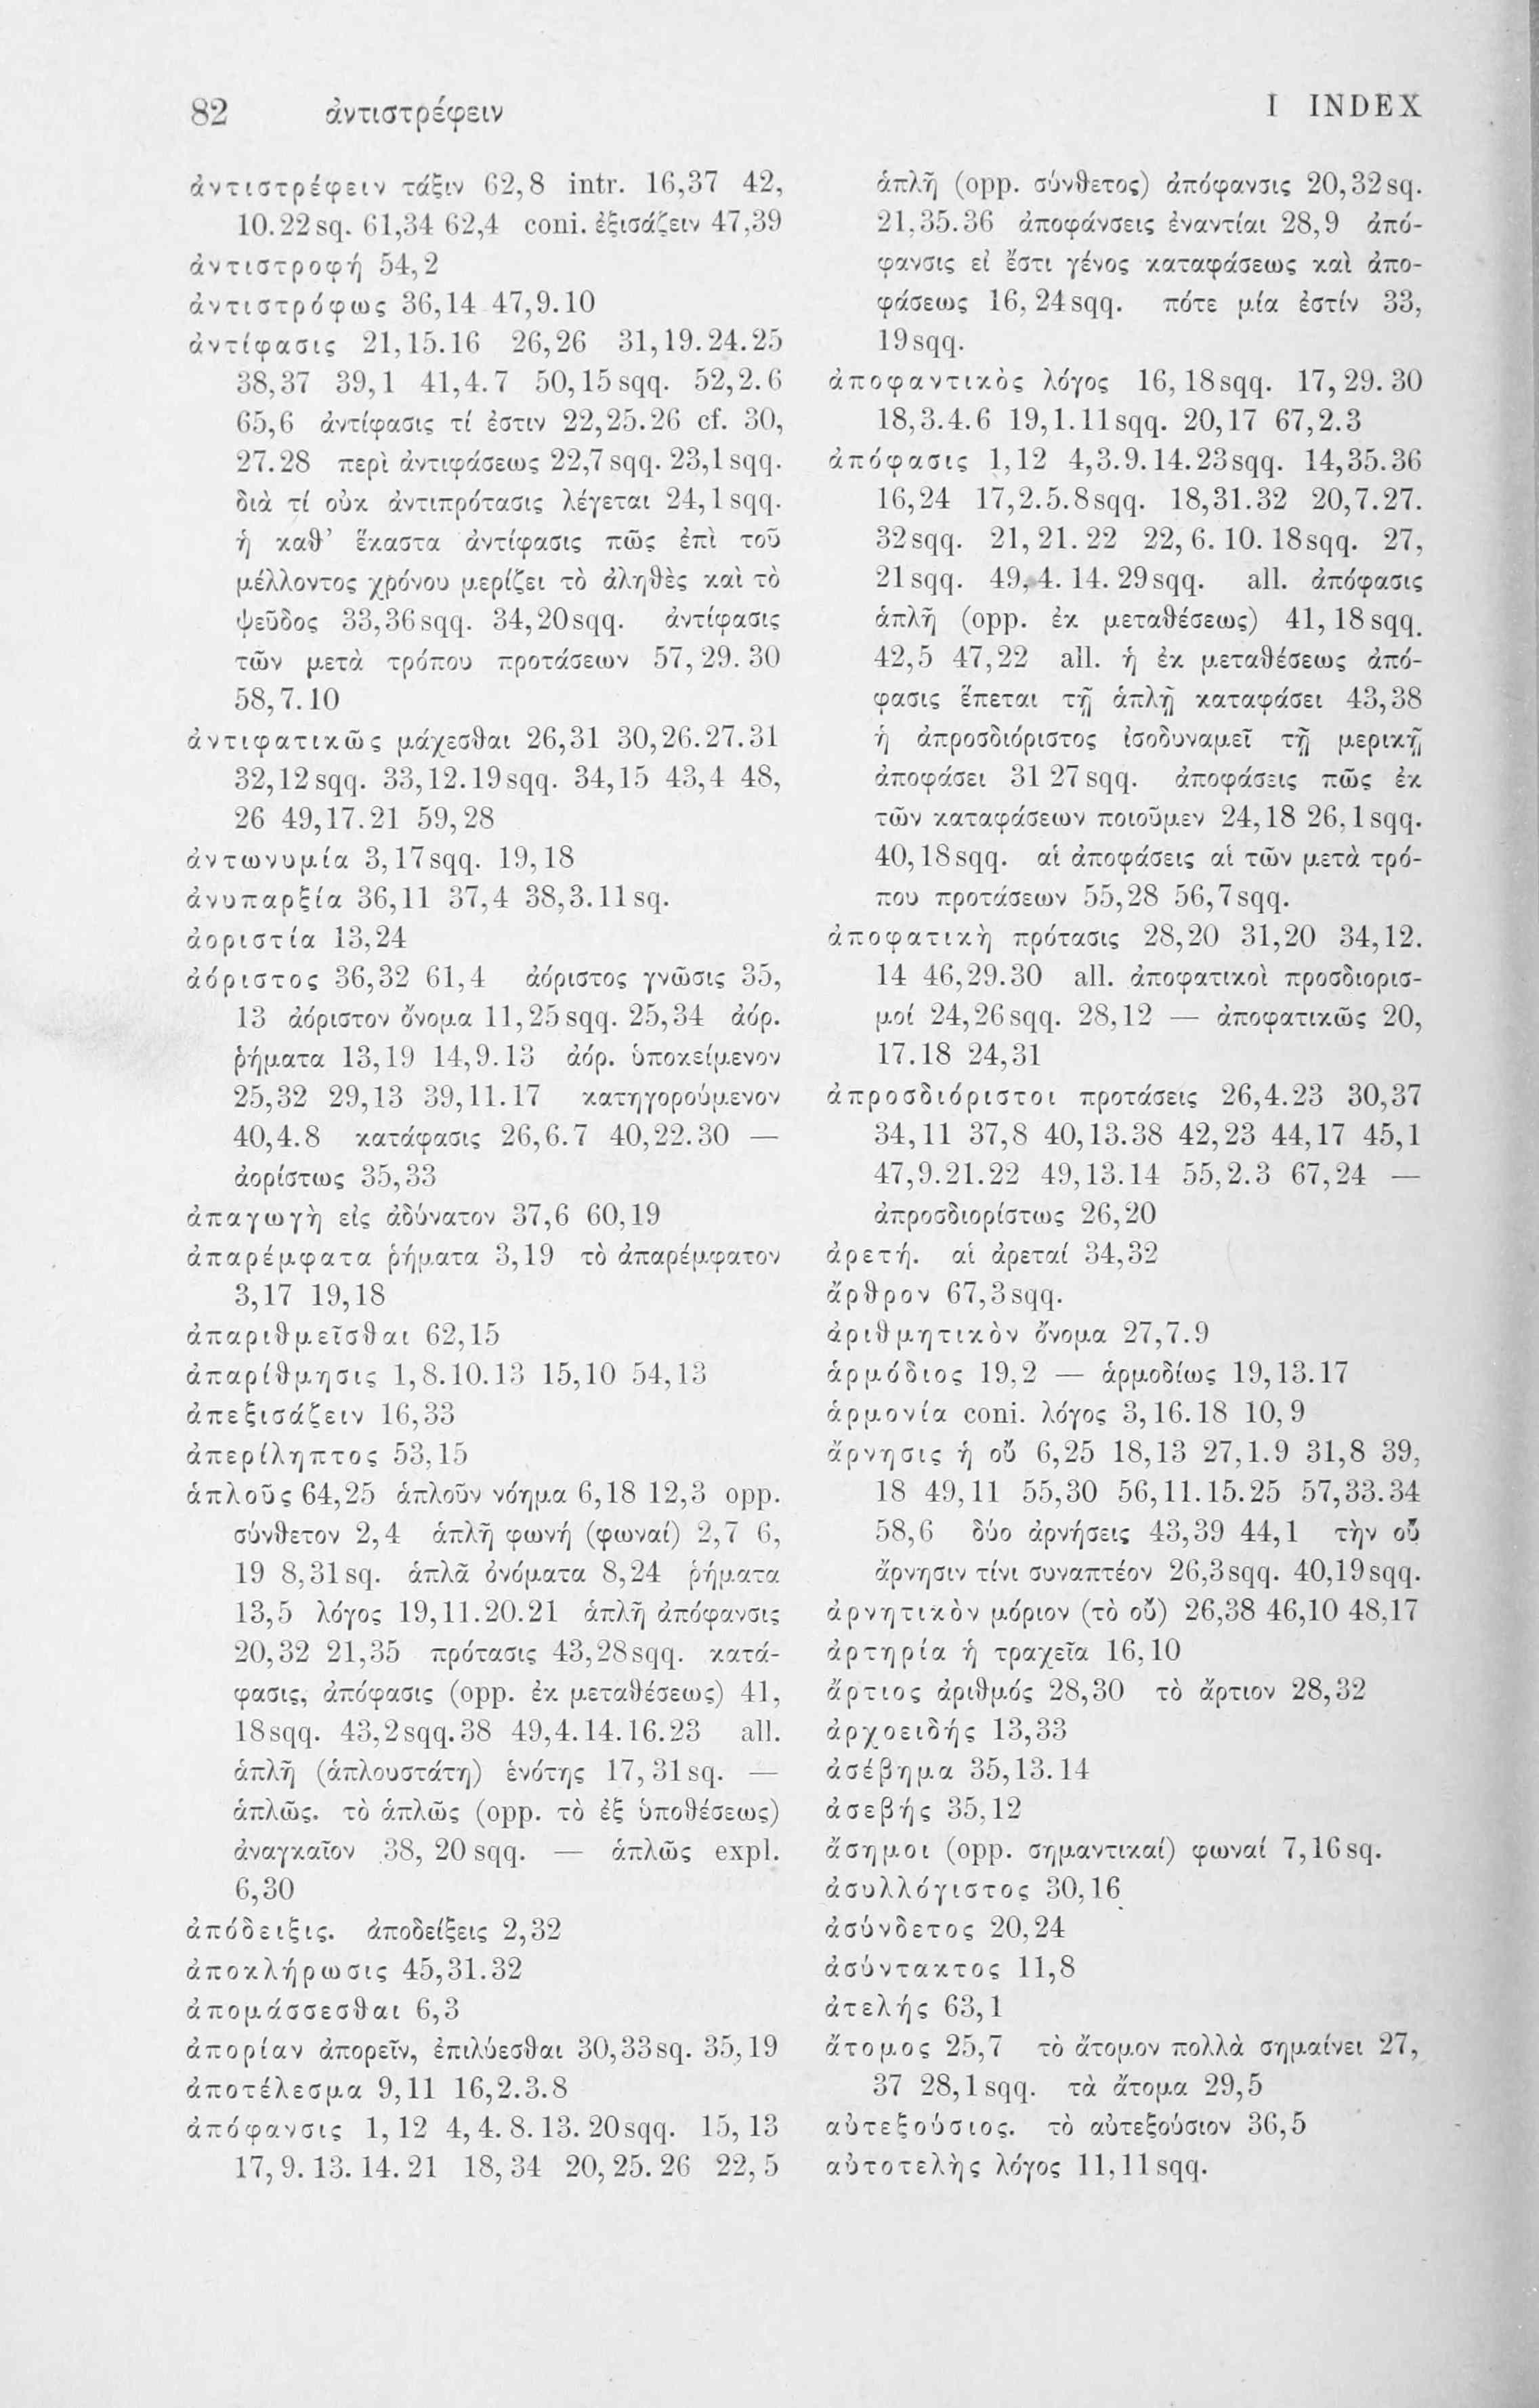 82 ἀντιστρέφειν I INDEX
ἀντιστρέφειν τάξιν 62,8 intr. 16,37 42,
10.22 sq. 61,34 62,4 coni. ἐξισάζειν 47,39
ἀντιστροφή 54,2
ἀντιστρόφως 36,14 47,9.10
ἀντίφασις 21,15.16 26,26 31,19.24.25
38,37 39,1 41,4.7 50,15 sqq. 52,2.6
65,6 ἀντίφασις τί ἐστιν 22,25.26 cf. 30,
27.28 περὶ ἀντιφάσεως 22,7 sqq. 23,1 sqq.
διὰ τί οὐκ ἀντιπρότασις λέγεται 24,1 sqq.
ἡ καθ’ ἕκαστα ἀντίφασις πῶς ἐπὶ τοῦ
μέλλοντος χρόνου μερίζει τὸ ἀληθὲς καὶ τὸ
ψεῦδος 33,36 sqq. 34,20 sqq. ἀντίφασις
τῶν μετὰ τρόπου προτάσεων 57,29.30
58,7.10
ἀντιφατικῶς μάχεσθαι 26,31 30,26.27.31
32,12 sqq. 33,12.19 sqq. 34,15 43,4 48,
26 49,17.21 59,28
ἀντωνυμία 3,17 sqq. 19,18
ἀνυπαρξία 36,11 37,4 38,3.11 sq.
ἀοριστία 13,24
ἀόριστος 36,32 61,4 ἀόριστος γνῶσις 35,
13 ἀόριστον ὄνομα 11,25 sqq. 25,34 ἀόρ.
ῥήματα 13,19 14,9.13 ἀόρ. ὑποκείμενον
25,32 29,13 39,11.17 κατηγορούμενον
40,4.8 κατάφασις 26,6.7 40,22.30 —
ἀορίστως 35,33
ἀπαγωγὴ εἰς ἀδύνατον 37,6 60,19
ἀπαρέμφατα ῥήματα 3,19 τὸ ἀπαρέμφατον
3,17 19,18
ἀπαριθμεῖσθαι 62,15
ἀπαρίθμησις 1,8.10.13 15,10 54,13
ἀπεξισάζειν 16,33
ἀπερίληπτος 53,15
ἁπλοῦς 64,25 ἁπλοῦν νόημα 6,18 12,3 opp.
σύνθετον 2,4 ἁπλῆ φωνή (φωναί) 2,7 6,
19 8,31 sq. ἁπλᾶ ὀνόματα 8,24 ῥήματα
13,5 λόγος 19,11.20.21 ἁπλῆ ἀπόφανσις
20,32 21,35 πρότασις 43,28 sqq. κατά-
φασις, ἀπόφασις (opp. ἐκ μεταθέσεως) 41,
18 sqq. 43,2 sqq. 38 49,4.14.16.23 all.
ἁπλῆ (ἁπλουστάτη) ἑνότης 17,31 sq. —
ἁπλῶς. τὸ ἁπλῶς (opp. τὸ ἐξ ὑποθέσεως)
ἀναγκαῖον 38, 20 sqq. — ἁπλῶς expl.
6,30
ἀπόδειξις. ἀποδείξεις 2,32
ἀποκλήρωσις 45,31.32
ἀπομάσσεσθαι 6,3
ἀπορίαν ἀπορεῖν, ἐπιλύεσθαι 30,33 sq. 35,19
ἀποτέλεσμα 9,11 16,2.3.8
ἀπόφανσις 1,12 4,4.8.13.20 sqq. 15,13
17,9.13.14.21 18,34 20,25.26 22,5
ἁπλῆ (opp. σύνθετος) ἀπόφανσις 20,32 sq.
21,35.36 ἀποφάνσεις ἐναντίαι 28,9 ἀπό-
φανσις εἰ ἔστι γένος καταφάσεως καὶ ἀπο-
φάσεως 16,24 sqq. πότε μία ἐστίν 33,
19 sqq.
ἀποφαντικὸς λόγος 16,18 sqq. 17,29.30
18,3.4.6 19,1.11 sqq. 20,17 67,2.3
ἀπόφασις 1,12 4,3.9.14.23 sqq. 14,35.36
16,24 17,2.5.8 sqq. 18,31.32 20,7.27.
32 sqq. 21,21.22 22,6.10.18 sqq. 27,
21 sqq. 49,4.14.29 sqq. all. ἀπόφασις
ἁπλῆ (opp. ἐκ μεταθέσεως) 41,18 sqq.
42,5 47,22 all. ἡ ἐκ μεταθέσεως ἀπό-
φασις ἕπεται τῇ ἁπλῇ καταφάσει 43,38
ἡ ἀπροσδιόριστος ἰσοδυναμεῖ τῇ μερικῇ
ἀποφάσει 31 27 sqq. ἀποφάσεις πῶς ἐκ
τῶν καταφάσεων ποιοῦμεν 24,18 26,1 sqq.
40,18 sqq. αἱ ἀποφάσεις αἱ τῶν μετὰ τρό-
που προτάσεων 55,28 56,7 sqq.
ἀποφατικὴ πρότασις 28,20 31,20 34,12.
14 46,29.30 all. ἀποφατικοὶ προσδιορισ-
μοί 24,26 sqq. 28,12 — ἀποφατικῶς 20,
17.18 24,31
ἀπροσδιόριστοι προτάσεις 26,4.23 30,37
34,11 37,8 40,13.38 42,23 44,17 45,1
47,9.21.22 49,13.14 55,2.3 67,24 —
ἀπροσδιορίστως 26,20
ἀρετή. αἱ ἀρεταί 34,32
ἄρθρον 67,3 sqq.
ἀριθμητικὸν ὄνομα 27,7.9
ἁρμόδιος 19,2 — ἁρμοδίως 19,13.17
ἁρμονία coni. λόγος 3,16.18 10,9
ἄρνησις ἡ οὔ 6,25 18,13 27,1.9 31,8 39,
18 49,11 55,30 56,11.15.25 57,33.34
58,6 δύο ἀρνήσεις 43,39 44,1 τὴν οὔ
ἄρνησιν τίνι συναπτέον 26,3 sqq. 40,19 sqq.
ἀρνητικὸν μόριον (τὸ οὔ) 26,38 46,10 48,17
ἀρτηρία ἡ τραχεῖα 16,10
ἄρτιος ἀριθμός 28,30 τὸ ἄρτιον 28,32
ἀρχοειδής 13,33
ἀσέβημα 35,13.14
ἀσεβής 35,12
ἄσημοι (opp. σημαντικαί) φωναί 7,16 sq.
ἀσυλλόγιστος 30,16
ἀσύνδετος 20,24
ἀσύντακτος 11,8
ἀτελής 63,1
ἄτομος 25,7 τὸ ἄτομον πολλὰ σημαίνει 27,
37 28,1 sqq. τὰ ἄτομα 29,5
αὐτεξούσιος. τὸ αὐτεξούσιον 36,5
αὐτοτελὴς λόγος 11,11 sqq.